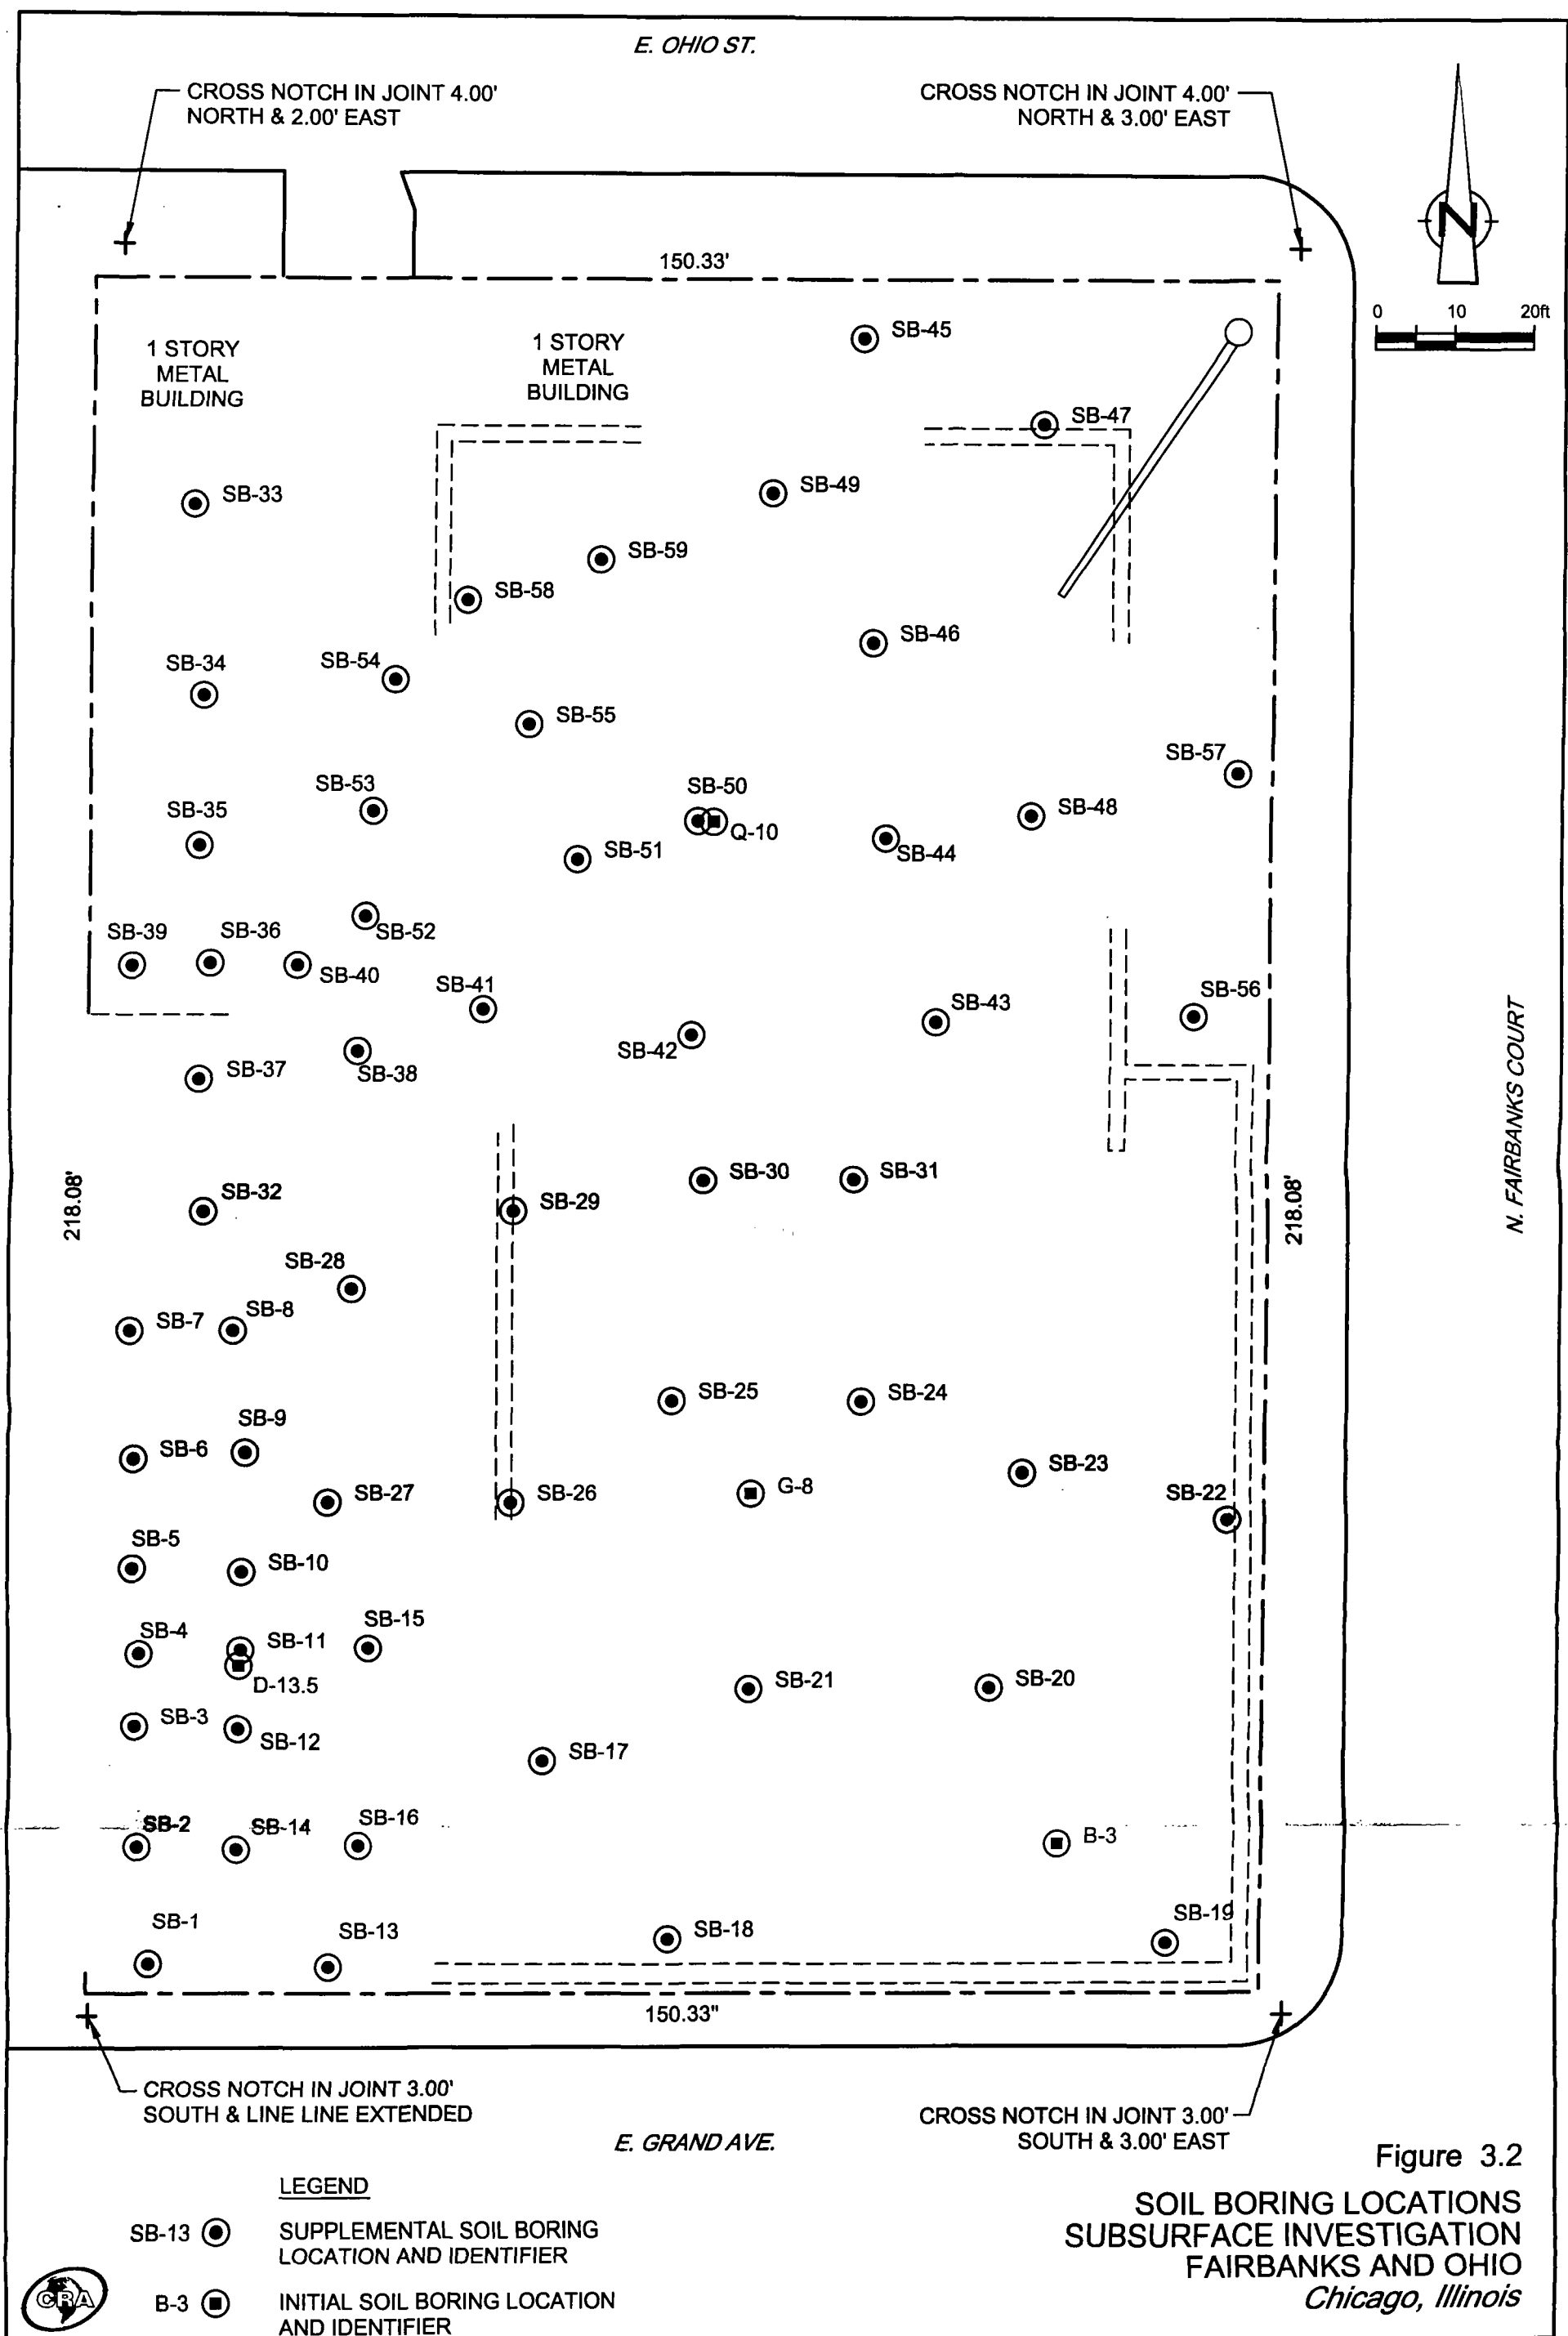 E. OHIO ST.
CROSS NOTCH IN JOINT 4.00'
NORTH & 2.00' EAST
CROSS NOTCH IN JOINT 4.00'
NORTH & 3.00' EAST
N
150.33'
0 10 20ft
1 STORY
METAL
BUILDING
1 STORY
METAL
BUILDING
SB-45
SB-47
SB-33
SB-49
SB-59
SB-58
SB-46
SB-34
SB-54
SB-55
SB-57
SB-53
SB-50
SB-35
SB-48
Q-10
SB-51
SB-44
SB-39
SB-36
SB-52
SB-40
SB-41
SB-56
SB-43
SB-42
SB-37
SB-38
N. FAIRBANKS COURT
218.08'
SB-30
SB-31
SB-32
SB-29
218.08'
SB-28
SB-7
SB-8
SB-25
SB-24
SB-9
SB-6
SB-23
G-8
SB-27
SB-26
SB-22
SB-5
SB-10
SB-15
SB-4
SB-11
D-13.5
SB-21
SB-20
SB-3
SB-12
SB-17
SB-2
SB-14
SB-16
B-3
SB-1
SB-13
SB-18
SB-19
150.33"
CROSS NOTCH IN JOINT 3.00'
SOUTH & LINE LINE EXTENDED
CROSS NOTCH IN JOINT 3.00'
SOUTH & 3.00' EAST
E. GRAND AVE.
Figure 3.2
SOIL BORING LOCATIONS
SUBSURFACE INVESTIGATION
FAIRBANKS AND OHIO
Chicago, Illinois
LEGEND
SB-13 SUPPLEMENTAL SOIL BORING
LOCATION AND IDENTIFIER
B-3 INITIAL SOIL BORING LOCATION
AND IDENTIFIER
CRA